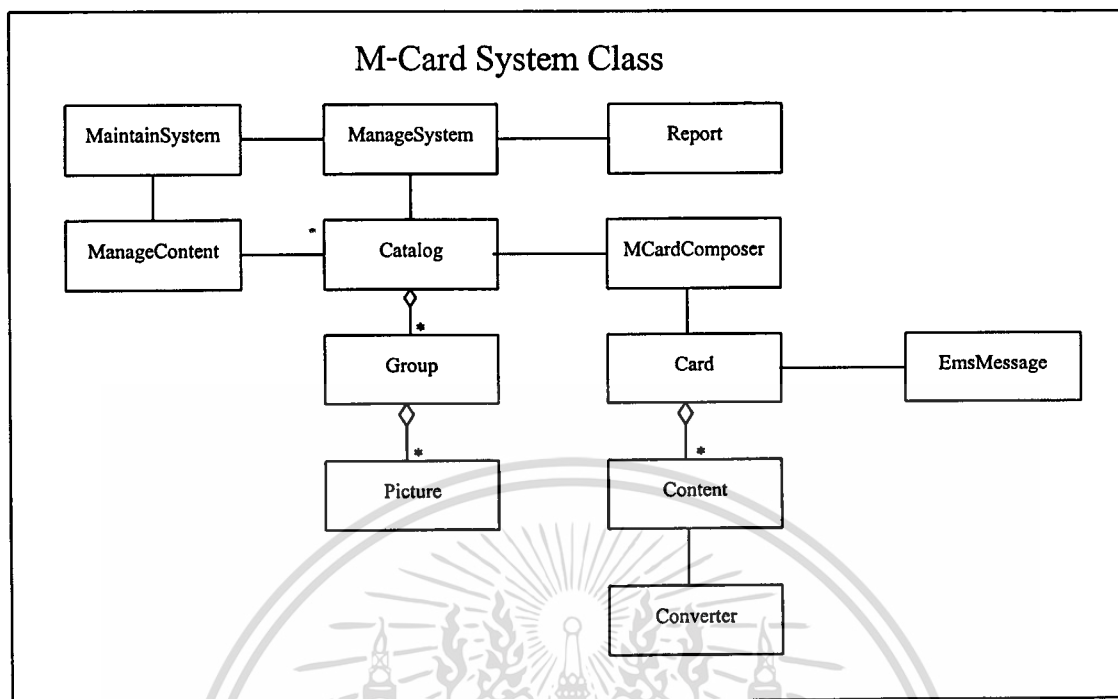 M-Card System Class
MaintainSystem
ManageSystem
Report
ManageContent
*
Catalog
MCardComposer
*
Group
Card
EmsMessage
*
*
Picture
Content
Converter